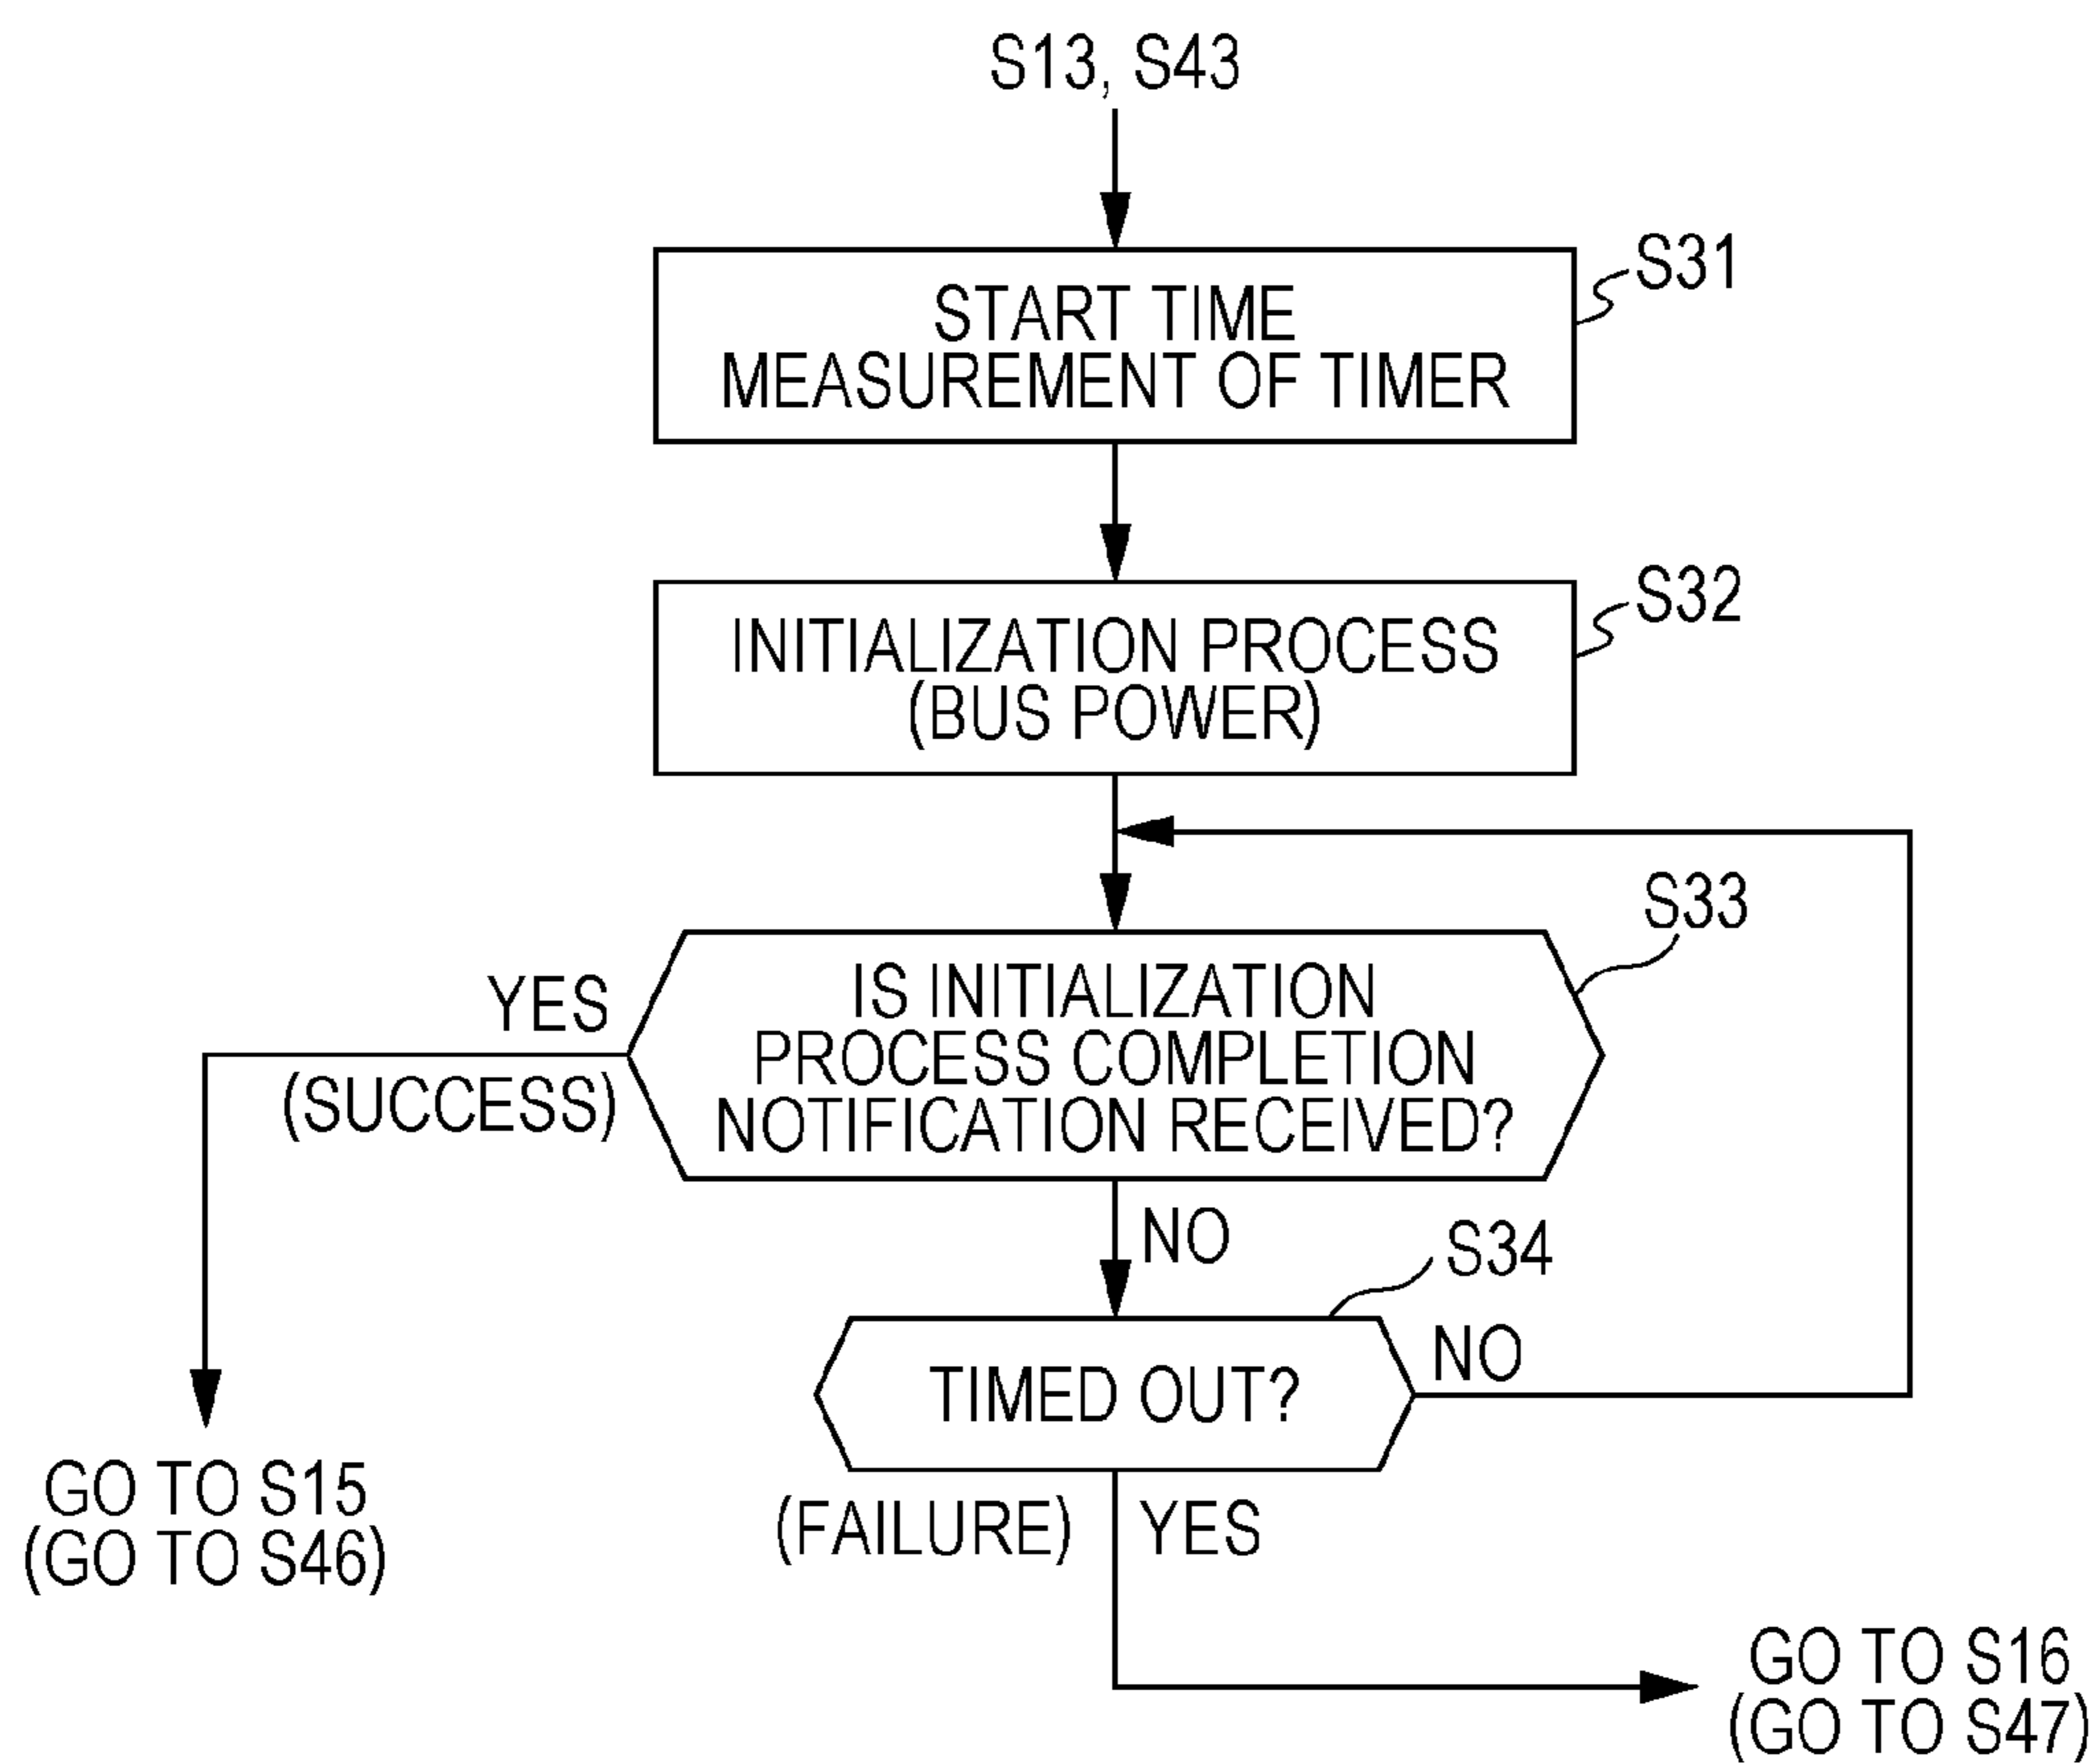 S13, S43
START TIME
MEASUREMENT OF TIMER
S31
INITIALIZATION PROCESS
(BUS POWER)
S32
IS INITIALIZATION
PROCESS COMPLETION
NOTIFICATION RECEIVED?
S33
YES
(SUCCESS)
NO
S34
TIMED OUT?
NO
GO TO S15
(GO TO S46)
(FAILURE) YES
GO TO S16
(GO TO S47)